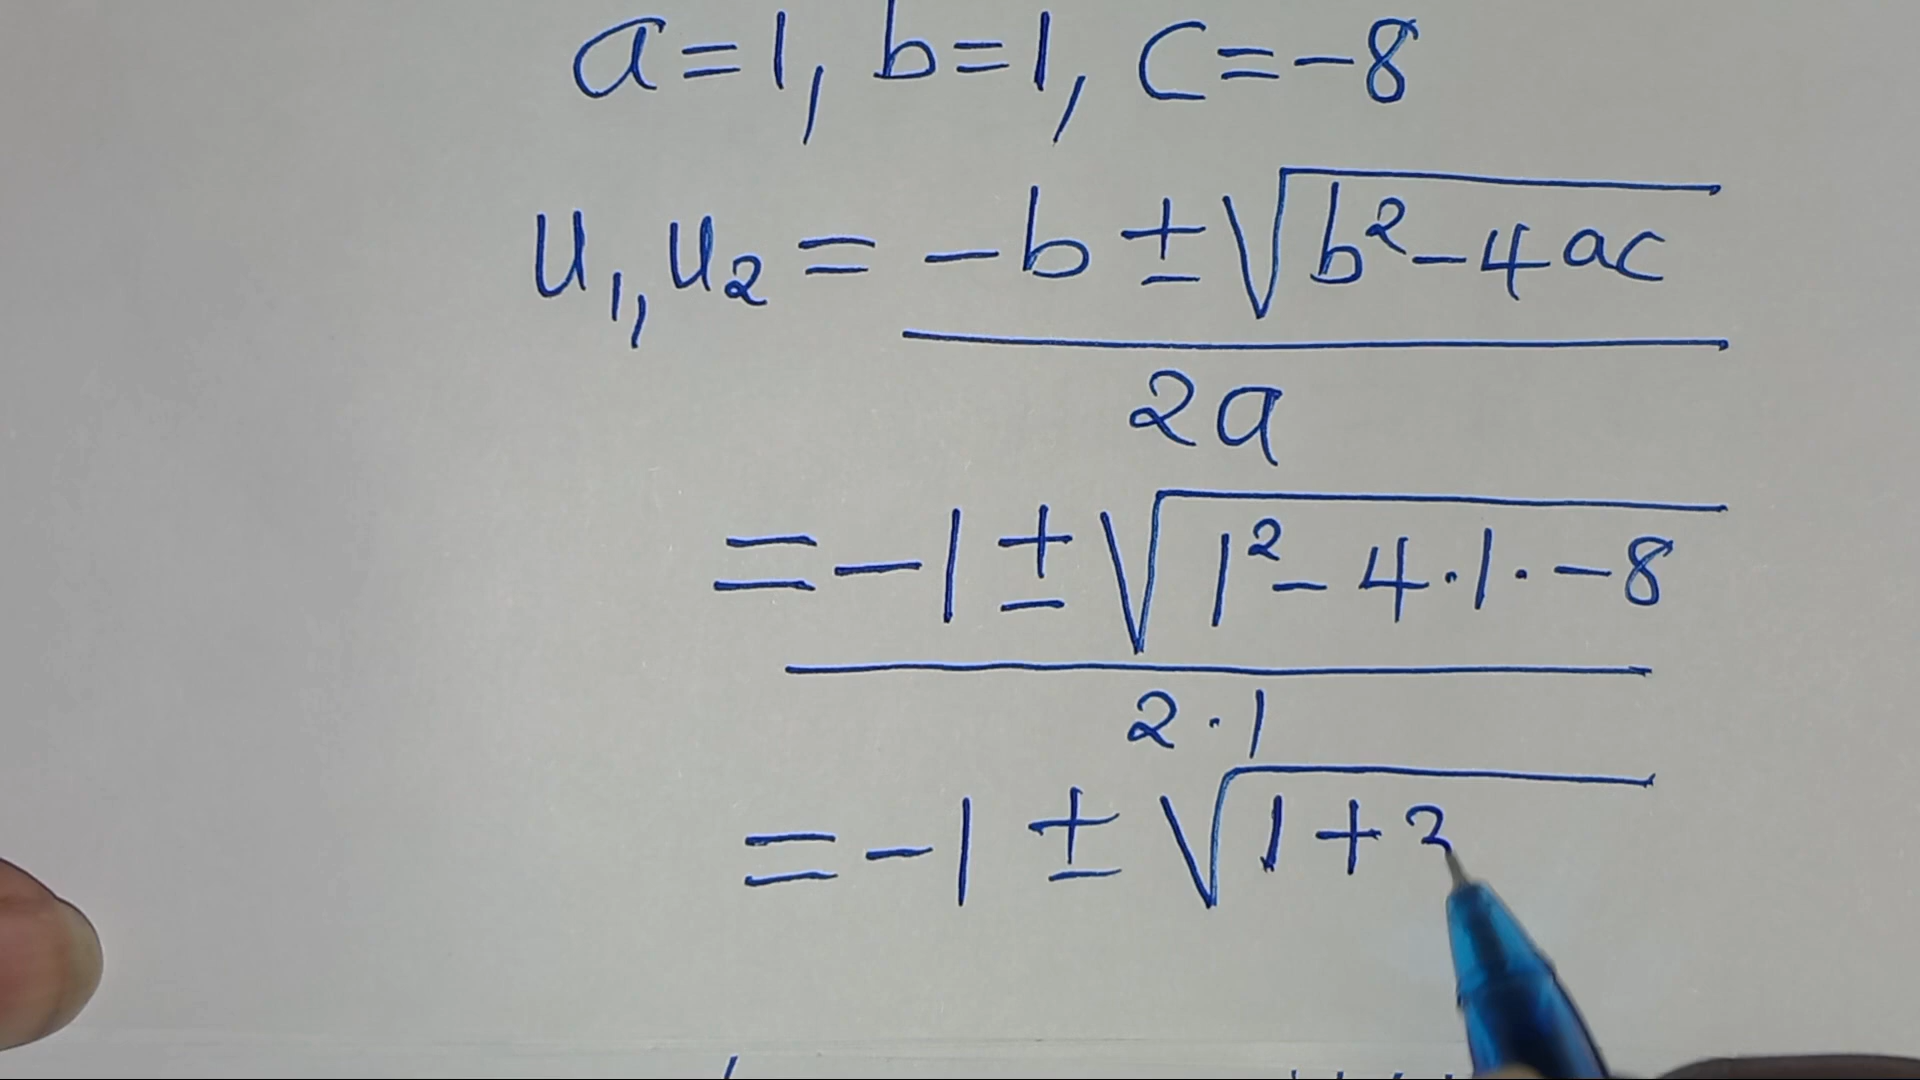 a=1, b=1, c=-8
u₁, u₂ = -b ± √(b² - 4ac)
2a
= -1 ± √(1² - 4·1·-8)
2·1
= -1 ± √(1+3